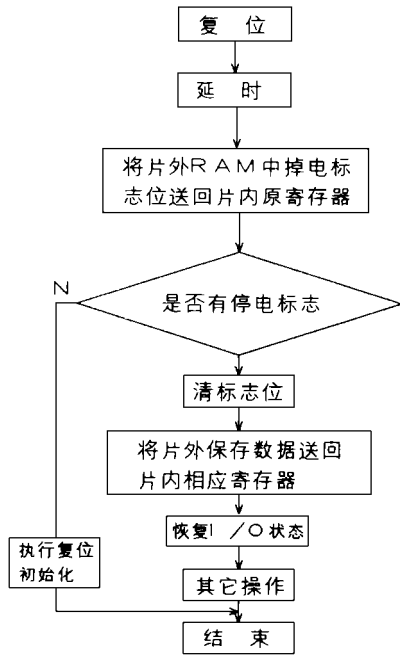 复 位
延 时
将片外RAM中掉电标
志位送回片内原寄存器
N
是否有停电标志
清标志位
将片外保存数据送回
片内相应寄存器
恢复I /O状态
执行复位
初始化
其它操作
结 束